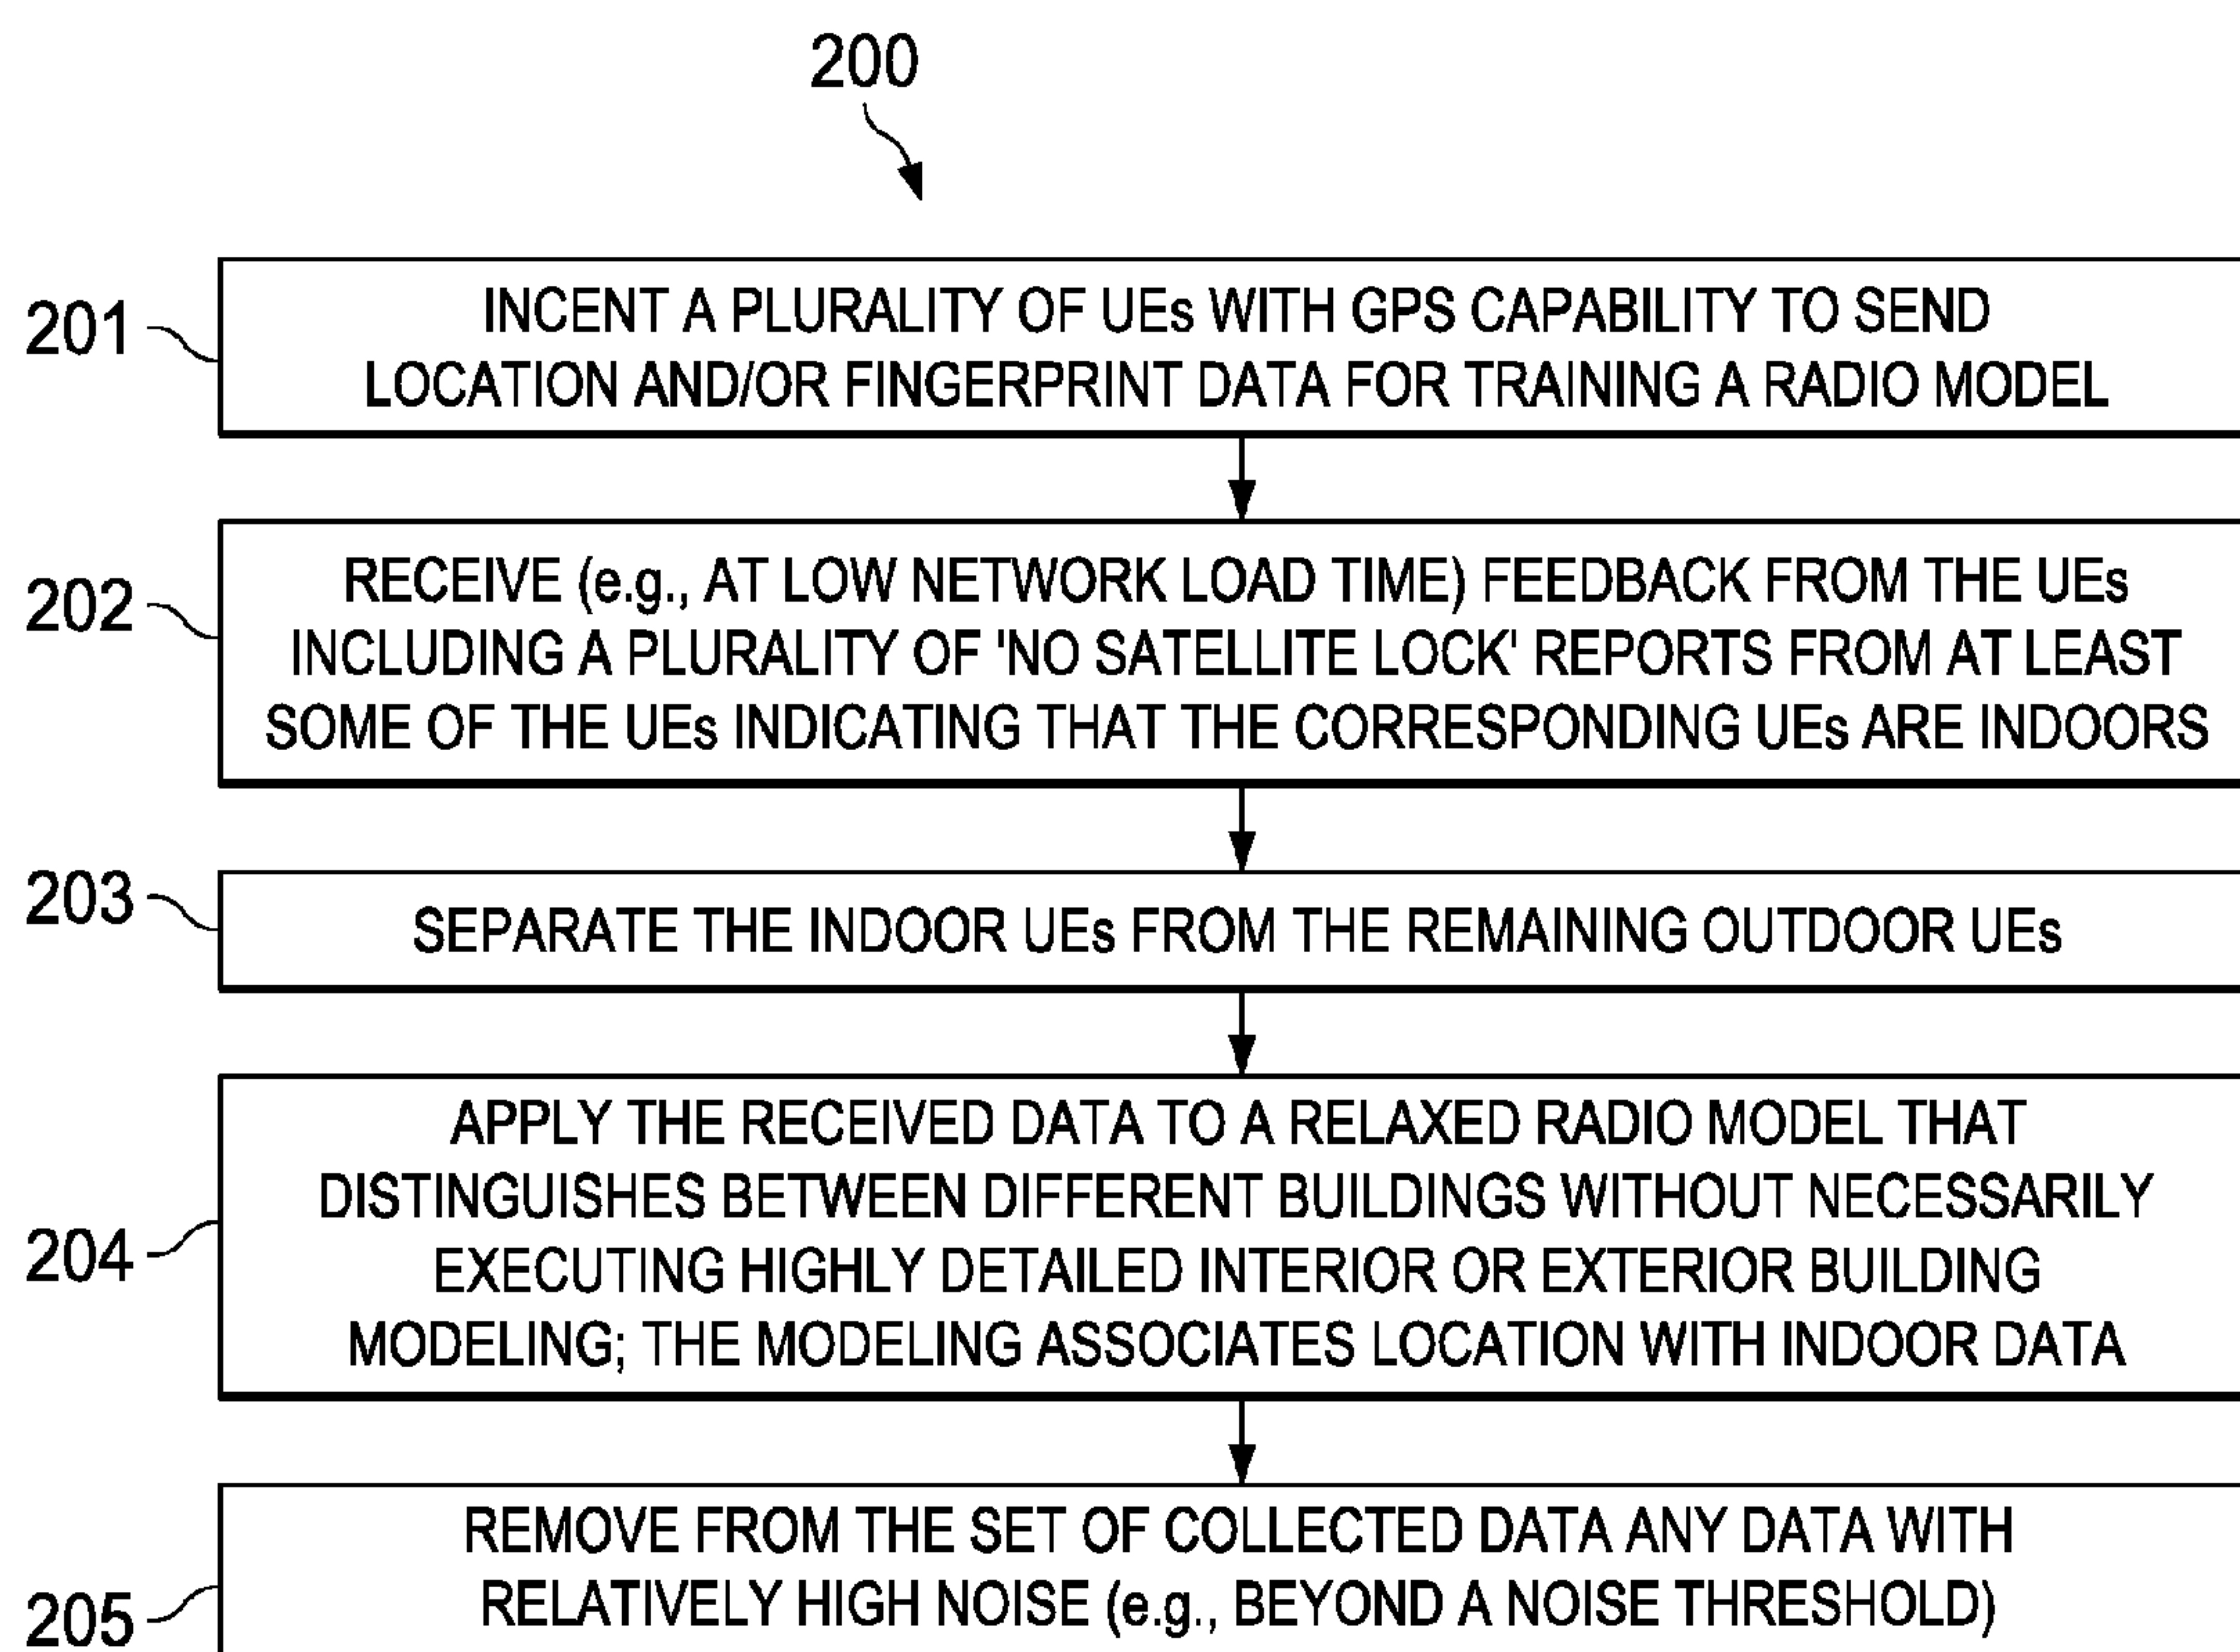 200
201
INCENT A PLURALITY OF UEs WITH GPS CAPABILITY TO SEND
LOCATION AND/OR FINGERPRINT DATA FOR TRAINING A RADIO MODEL
202
RECEIVE (e.g., AT LOW NETWORK LOAD TIME) FEEDBACK FROM THE UEs
INCLUDING A PLURALITY OF 'NO SATELLITE LOCK' REPORTS FROM AT LEAST
SOME OF THE UEs INDICATING THAT THE CORRESPONDING UEs ARE INDOORS
203
SEPARATE THE INDOOR UEs FROM THE REMAINING OUTDOOR UEs
204
APPLY THE RECEIVED DATA TO A RELAXED RADIO MODEL THAT
DISTINGUISHES BETWEEN DIFFERENT BUILDINGS WITHOUT NECESSARILY
EXECUTING HIGHLY DETAILED INTERIOR OR EXTERIOR BUILDING
MODELING; THE MODELING ASSOCIATES LOCATION WITH INDOOR DATA
205
REMOVE FROM THE SET OF COLLECTED DATA ANY DATA WITH
RELATIVELY HIGH NOISE (e.g., BEYOND A NOISE THRESHOLD)